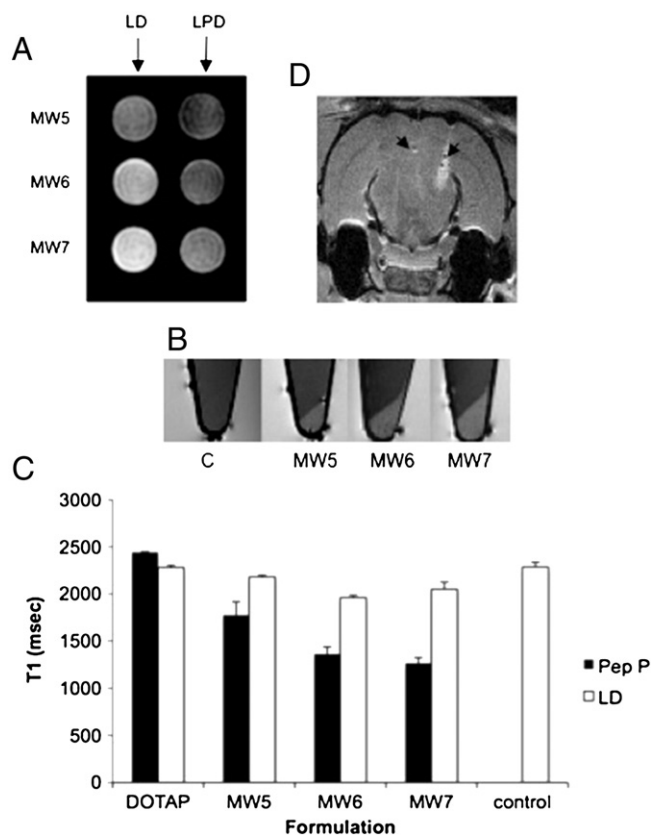 LD LPD
A
D
MW5
MW6
MW7
B
C MW5 MW6 MW7
C
3000
2500
2000
1500
1000
500
0
T1 (msec)
Pep P
LD
DOTAP MW5 MW6 MW7 control
Formulation